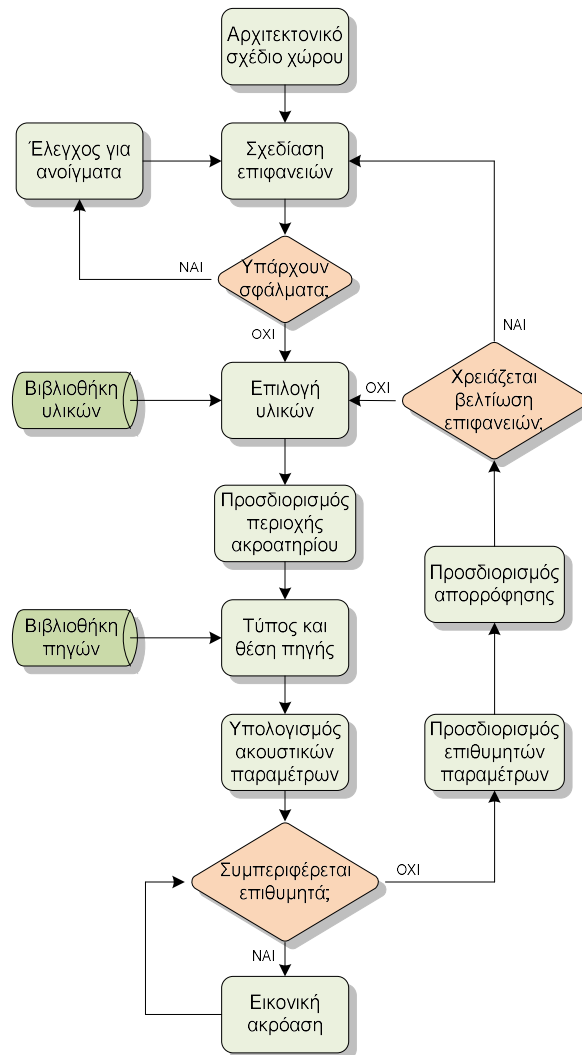 Αρχιτεκτονικό
σχέδιο χώρου
Έλεγχος για
ανοίγματα
Σχεδίαση
επιφανειών
ΝΑΙ
Υπάρχουν
σφάλματα;
ΝΑΙ
ΟΧΙ
Βιβλιοθήκη
υλικών
Επιλογή
υλικών
ΟΧΙ
Χρειάζεται
βελτίωση
επιφανειών;
Προσδιορισμός
περιοχής
ακροατηρίου
Προσδιορισμός
απορρόφησης
Βιβλιοθήκη
πηγών
Τύπος και
θέση πηγής
Υπολογισμός
ακουστικών
παραμέτρων
Προσδιορισμός
επιθυμητών
παραμέτρων
Συμπεριφέρεται
επιθυμητά;
ΟΧΙ
ΝΑΙ
Εικονική
ακρόαση